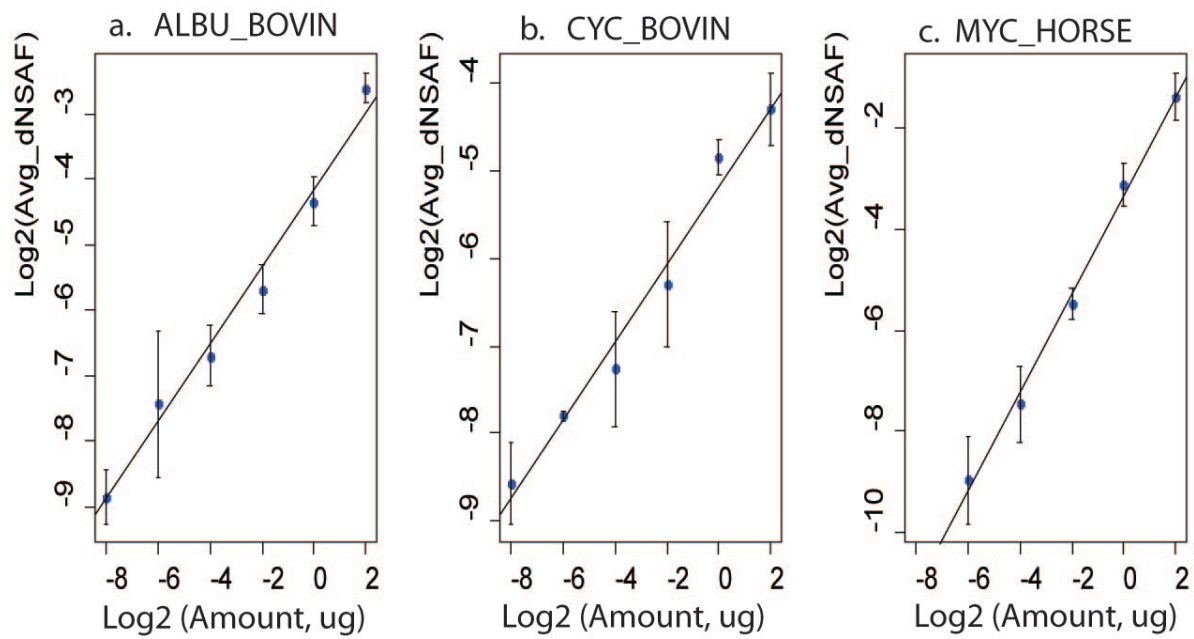 a. ALBU_BOVIN
Log2(Avg_dNSAF)
-3
-4
-5
-6
-7
-8
-9
-8 -6 -4 -2 0 2
Log2 (Amount, ug)
b. CYC_BOVIN
Log2(Avg_dNSAF)
-4
-5
-6
-7
-8
-9
-8 -6 -4 -2 0 2
Log2 (Amount, ug)
c. MYC_HORSE
Log2(Avg_dNSAF)
-2
-4
-6
-8
-10
-8 -6 -4 -2 0 2
Log2 (Amount, ug)